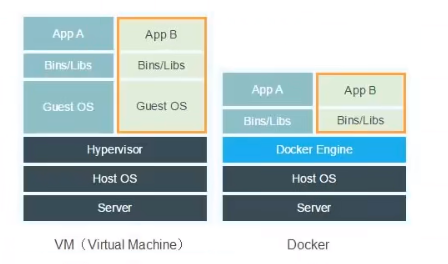 App A
App B
Bins/Libs
Bins/Libs
Guest OS
Guest OS
Hypervisor
Host OS
Server
VM（Virtual Machine）
App A
App B
Bins/Libs
Bins/Libs
Docker Engine
Host OS
Server
Docker